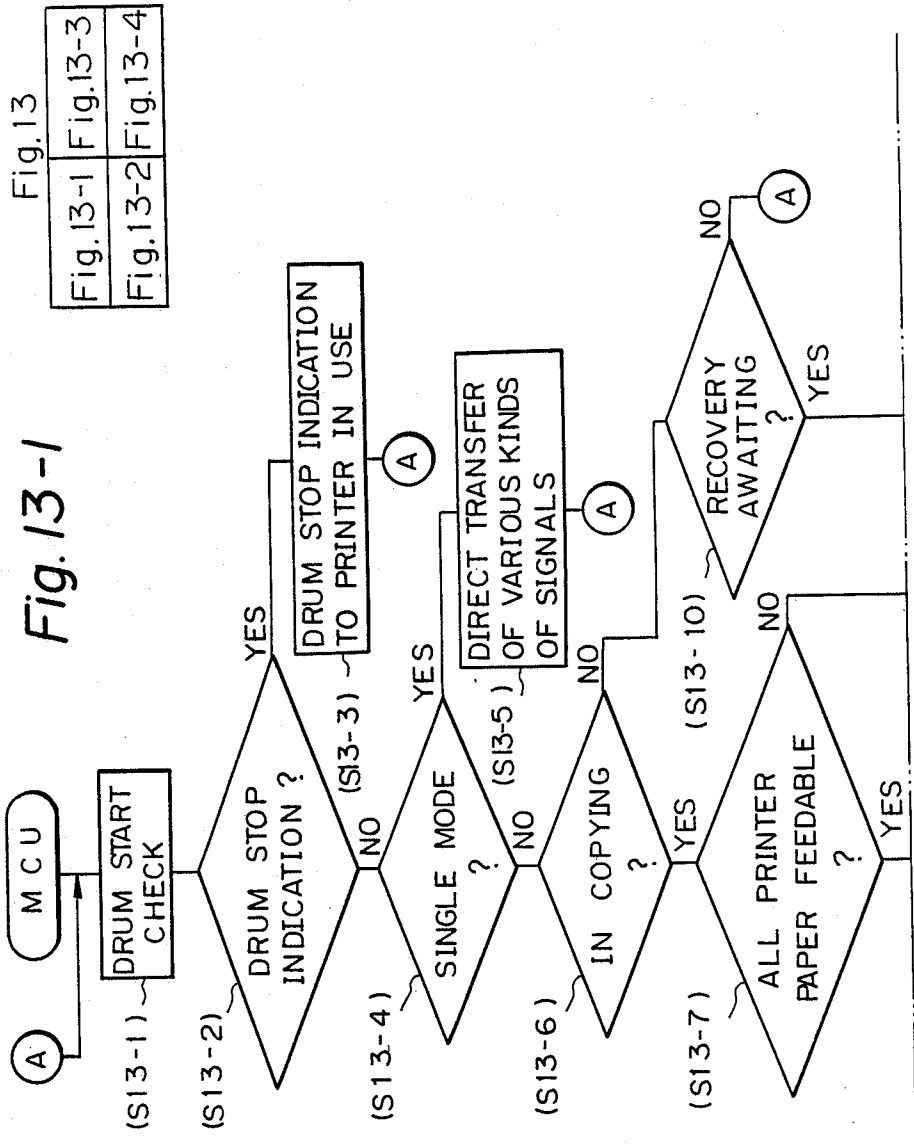 Fig. 13-1
Fig. 13
Fig. 13-1 Fig. 13-3
Fig. 13-2 Fig. 13-4
A
MCU
(S13-1)
DRUM START
CHECK
(S13-2)
DRUM STOP
INDICATION ?
YES
NO
(S13-3)
DRUM STOP INDICATION
TO PRINTER IN USE
A
(S13-4)
SINGLE MODE
?
YES
NO
(S13-5)
DIRECT TRANSFER
OF VARIOUS KINDS
OF SIGNALS
A
(S13-6)
IN COPYING
?
NO
YES
(S13-10)
RECOVERY
AWAITING
?
NO
A
YES
(S13-7)
ALL PRINTER
PAPER FEEDABLE
?
NO
YES